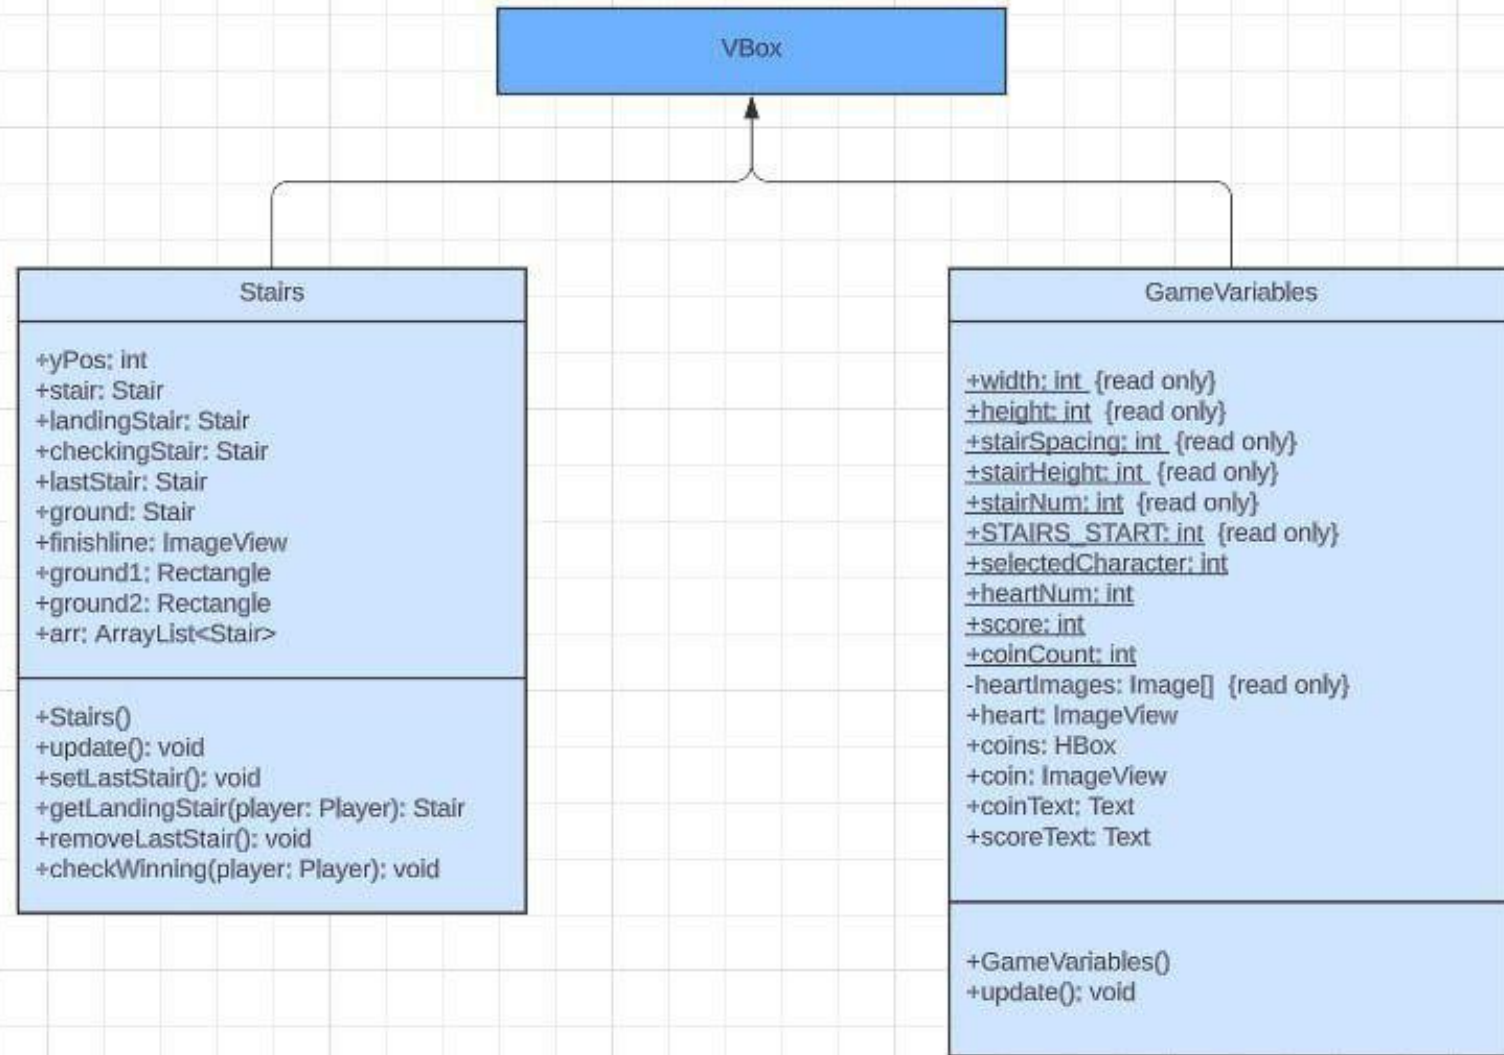 VBox
Stairs
+yPos: int
+stair: Stair
+landingStair: Stair
+checkingStair: Stair
+lastStair: Stair
+ground: Stair
+finishline: ImageView
+ground1: Rectangle
+ground2: Rectangle
+arr: ArrayList<Stair>
+Stairs()
+update(): void
+setLastStair(): void
+getLandingStair(player: Player): Stair
+removeLastStair(): void
+checkWinning(player: Player): void
GameVariables
+width: int {read only}
+height: int {read only}
+stairSpacing: int {read only}
+stairHeight: int {read only}
+stairNum: int {read only}
+STAIRS_START: int {read only}
+selectedCharacter: int
+heartNum: int
+score: int
+coinCount: int
-heartImages: Image[] {read only}
+heart: ImageView
+coins: HBox
+coin: ImageView
+coinText: Text
+scoreText: Text
+GameVariables()
+update(): void